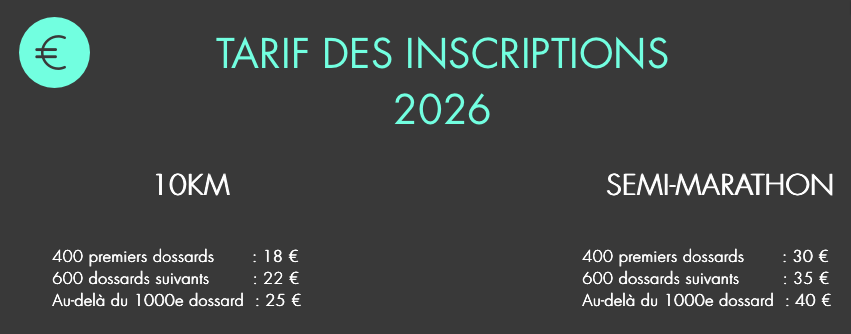 €
TARIF DES INSCRIPTIONS
2026
10KM
400 premiers dossards : 18 €
600 dossards suivants : 22 €
Au-delà du 1000e dossard : 25 €
SEMI-MARATHON
400 premiers dossards : 30 €
600 dossards suivants : 35 €
Au-delà du 1000e dossard : 40 €